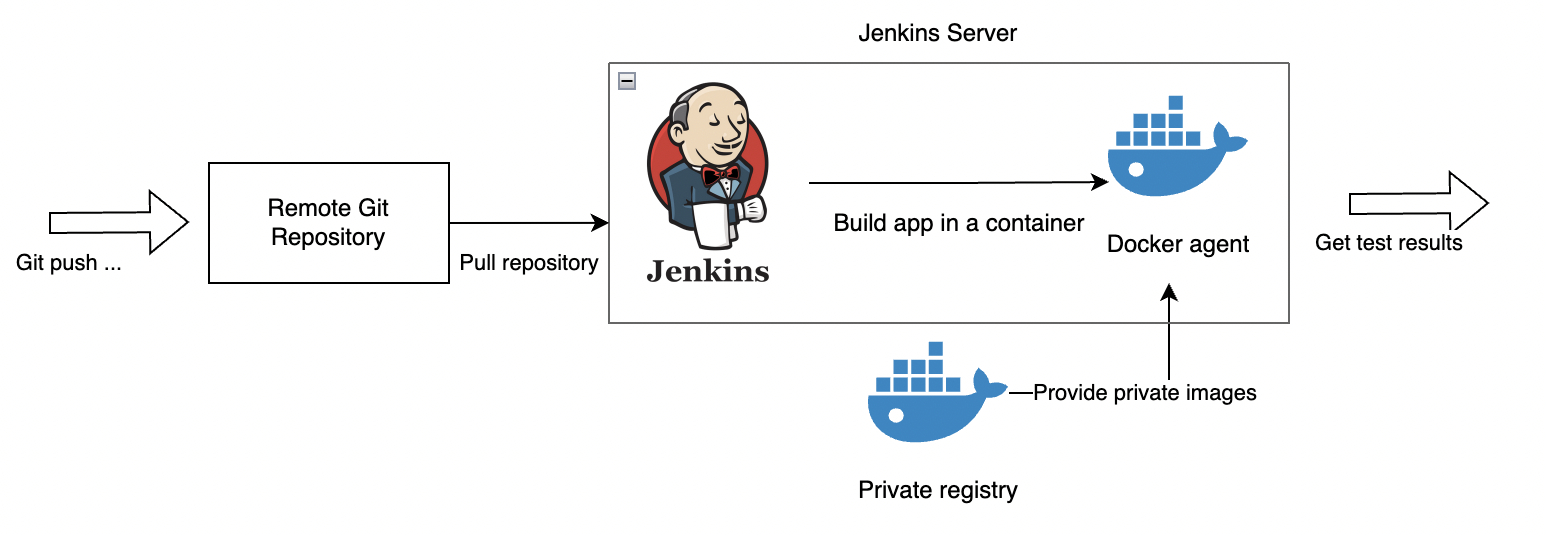 Jenkins Server
Remote Git
Repository
Git push ...
Pull repository
Jenkins
Build app in a container
Docker agent
Get test results
Provide private images
Private registry